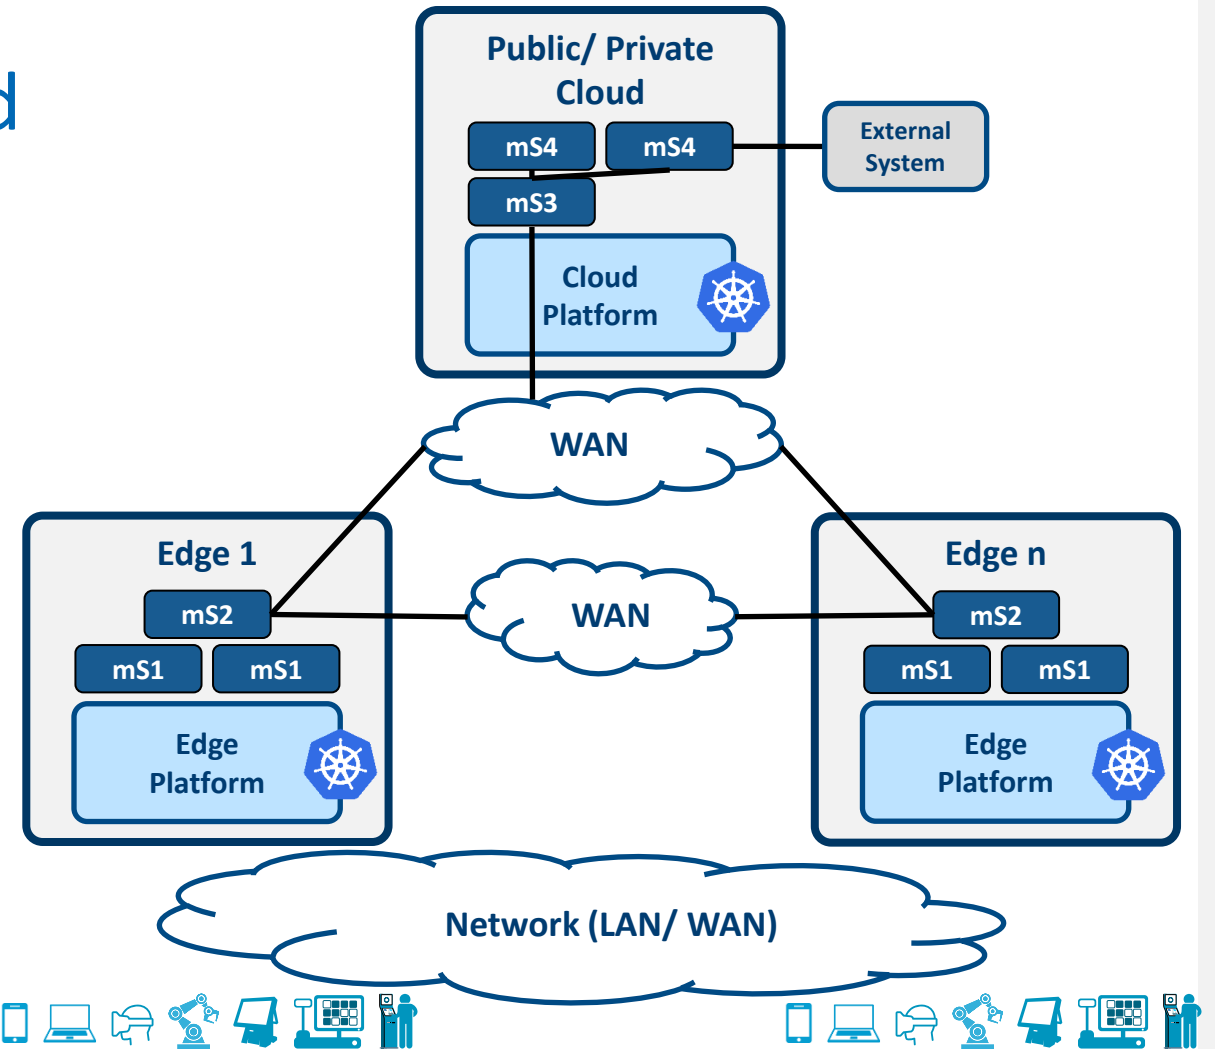 d
Public/ Private
Cloud
mS4
mS4
mS3
External
System
Cloud
Platform
WAN
Edge 1
mS2
mS1
mS1
Edge
Platform
WAN
Edge n
mS2
mS1
mS1
Edge
Platform
Network (LAN/ WAN)